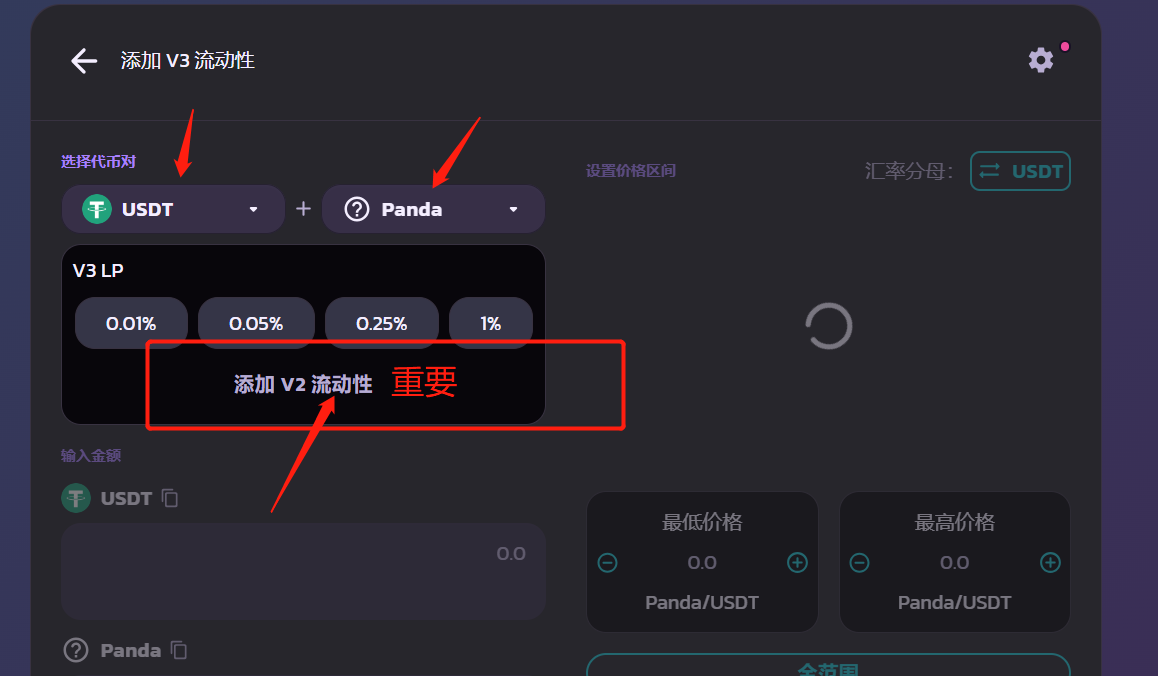 添加 V3 流动性
选择代币对
USDT + Panda
V3 LP
0.01% 0.05% 0.25% 1%
添加 V2 流动性 重要
输入金额
USDT
0.0
Panda
设置价格区间
汇率分母: USDT
最低价格
0.0
Panda/USDT
最高价格
0.0
Panda/USDT
全范围